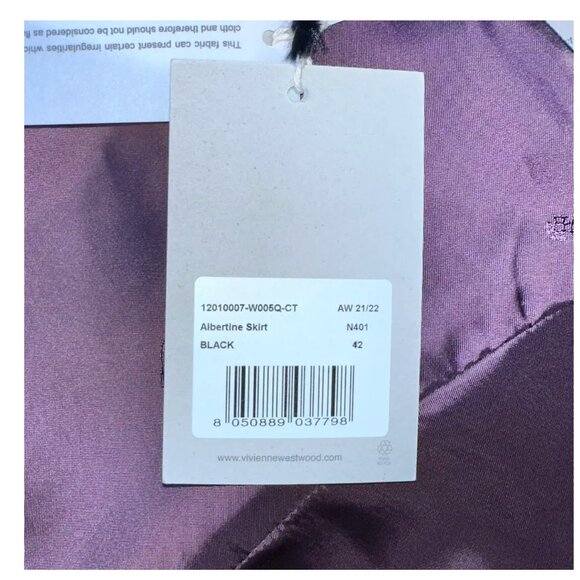 This fabric can present certain irregularities whic
cloth and therefore should not be considered as fl
12010007-W005Q-CT AW 21/22
Albertine Skirt N401
BLACK 42
8 050889 037798
www.viviennewestwood.com